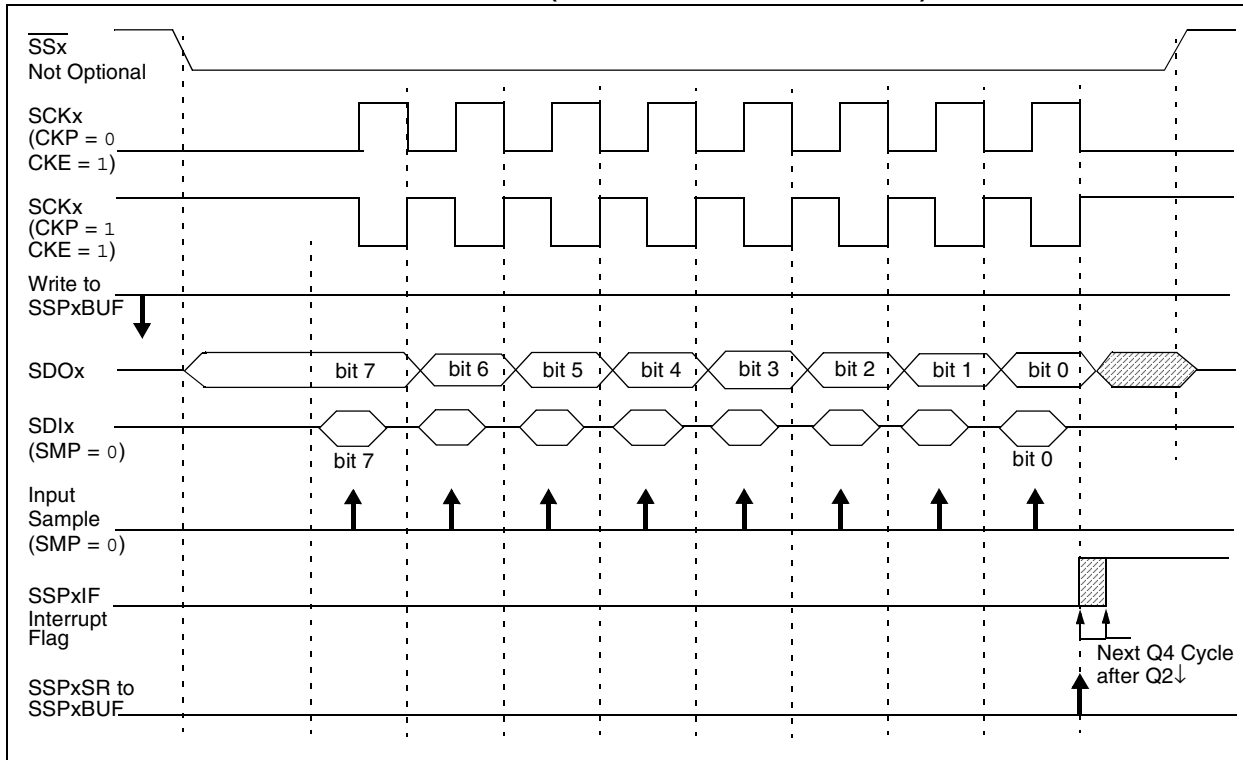 SSx
Not Optional
SCKx
(CKP = 0
CKE = 1)
SCKx
(CKP = 1
CKE = 1)
Write to
SSPxBUF
SDOx
bit 7 bit 6 bit 5 bit 4 bit 3 bit 2 bit 1 bit 0
SDIx
(SMP = 0)
bit 7 bit 0
Input
Sample
(SMP = 0)
SSPxIF
Interrupt
Flag
Next Q4 Cycle
after Q2↓
SSPxSR to
SSPxBUF